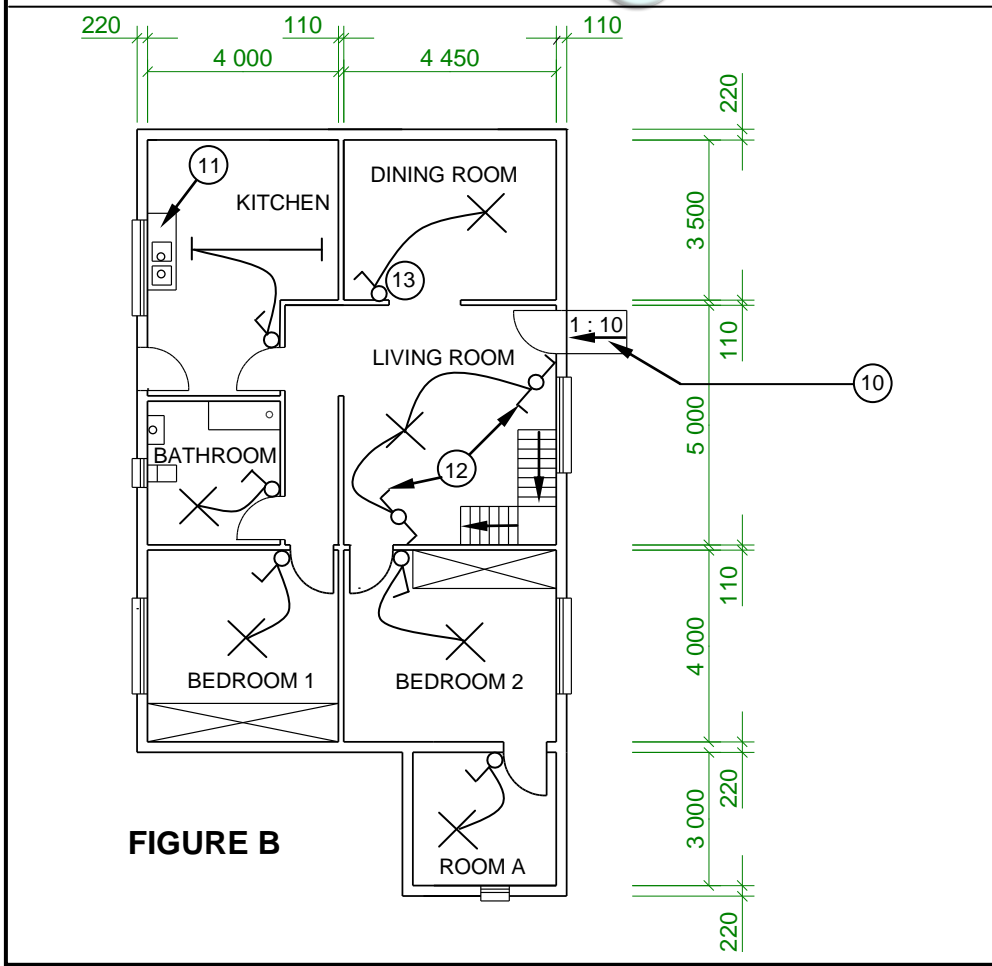 220 110 110
4 000 4 450
220
11
DINING ROOM
KITCHEN
3 500
13
1 : 10
110
LIVING ROOM
10
5 000
BATHROOM
12
110
4 000
BEDROOM 1 BEDROOM 2
220
3 000
FIGURE B
ROOM A
220